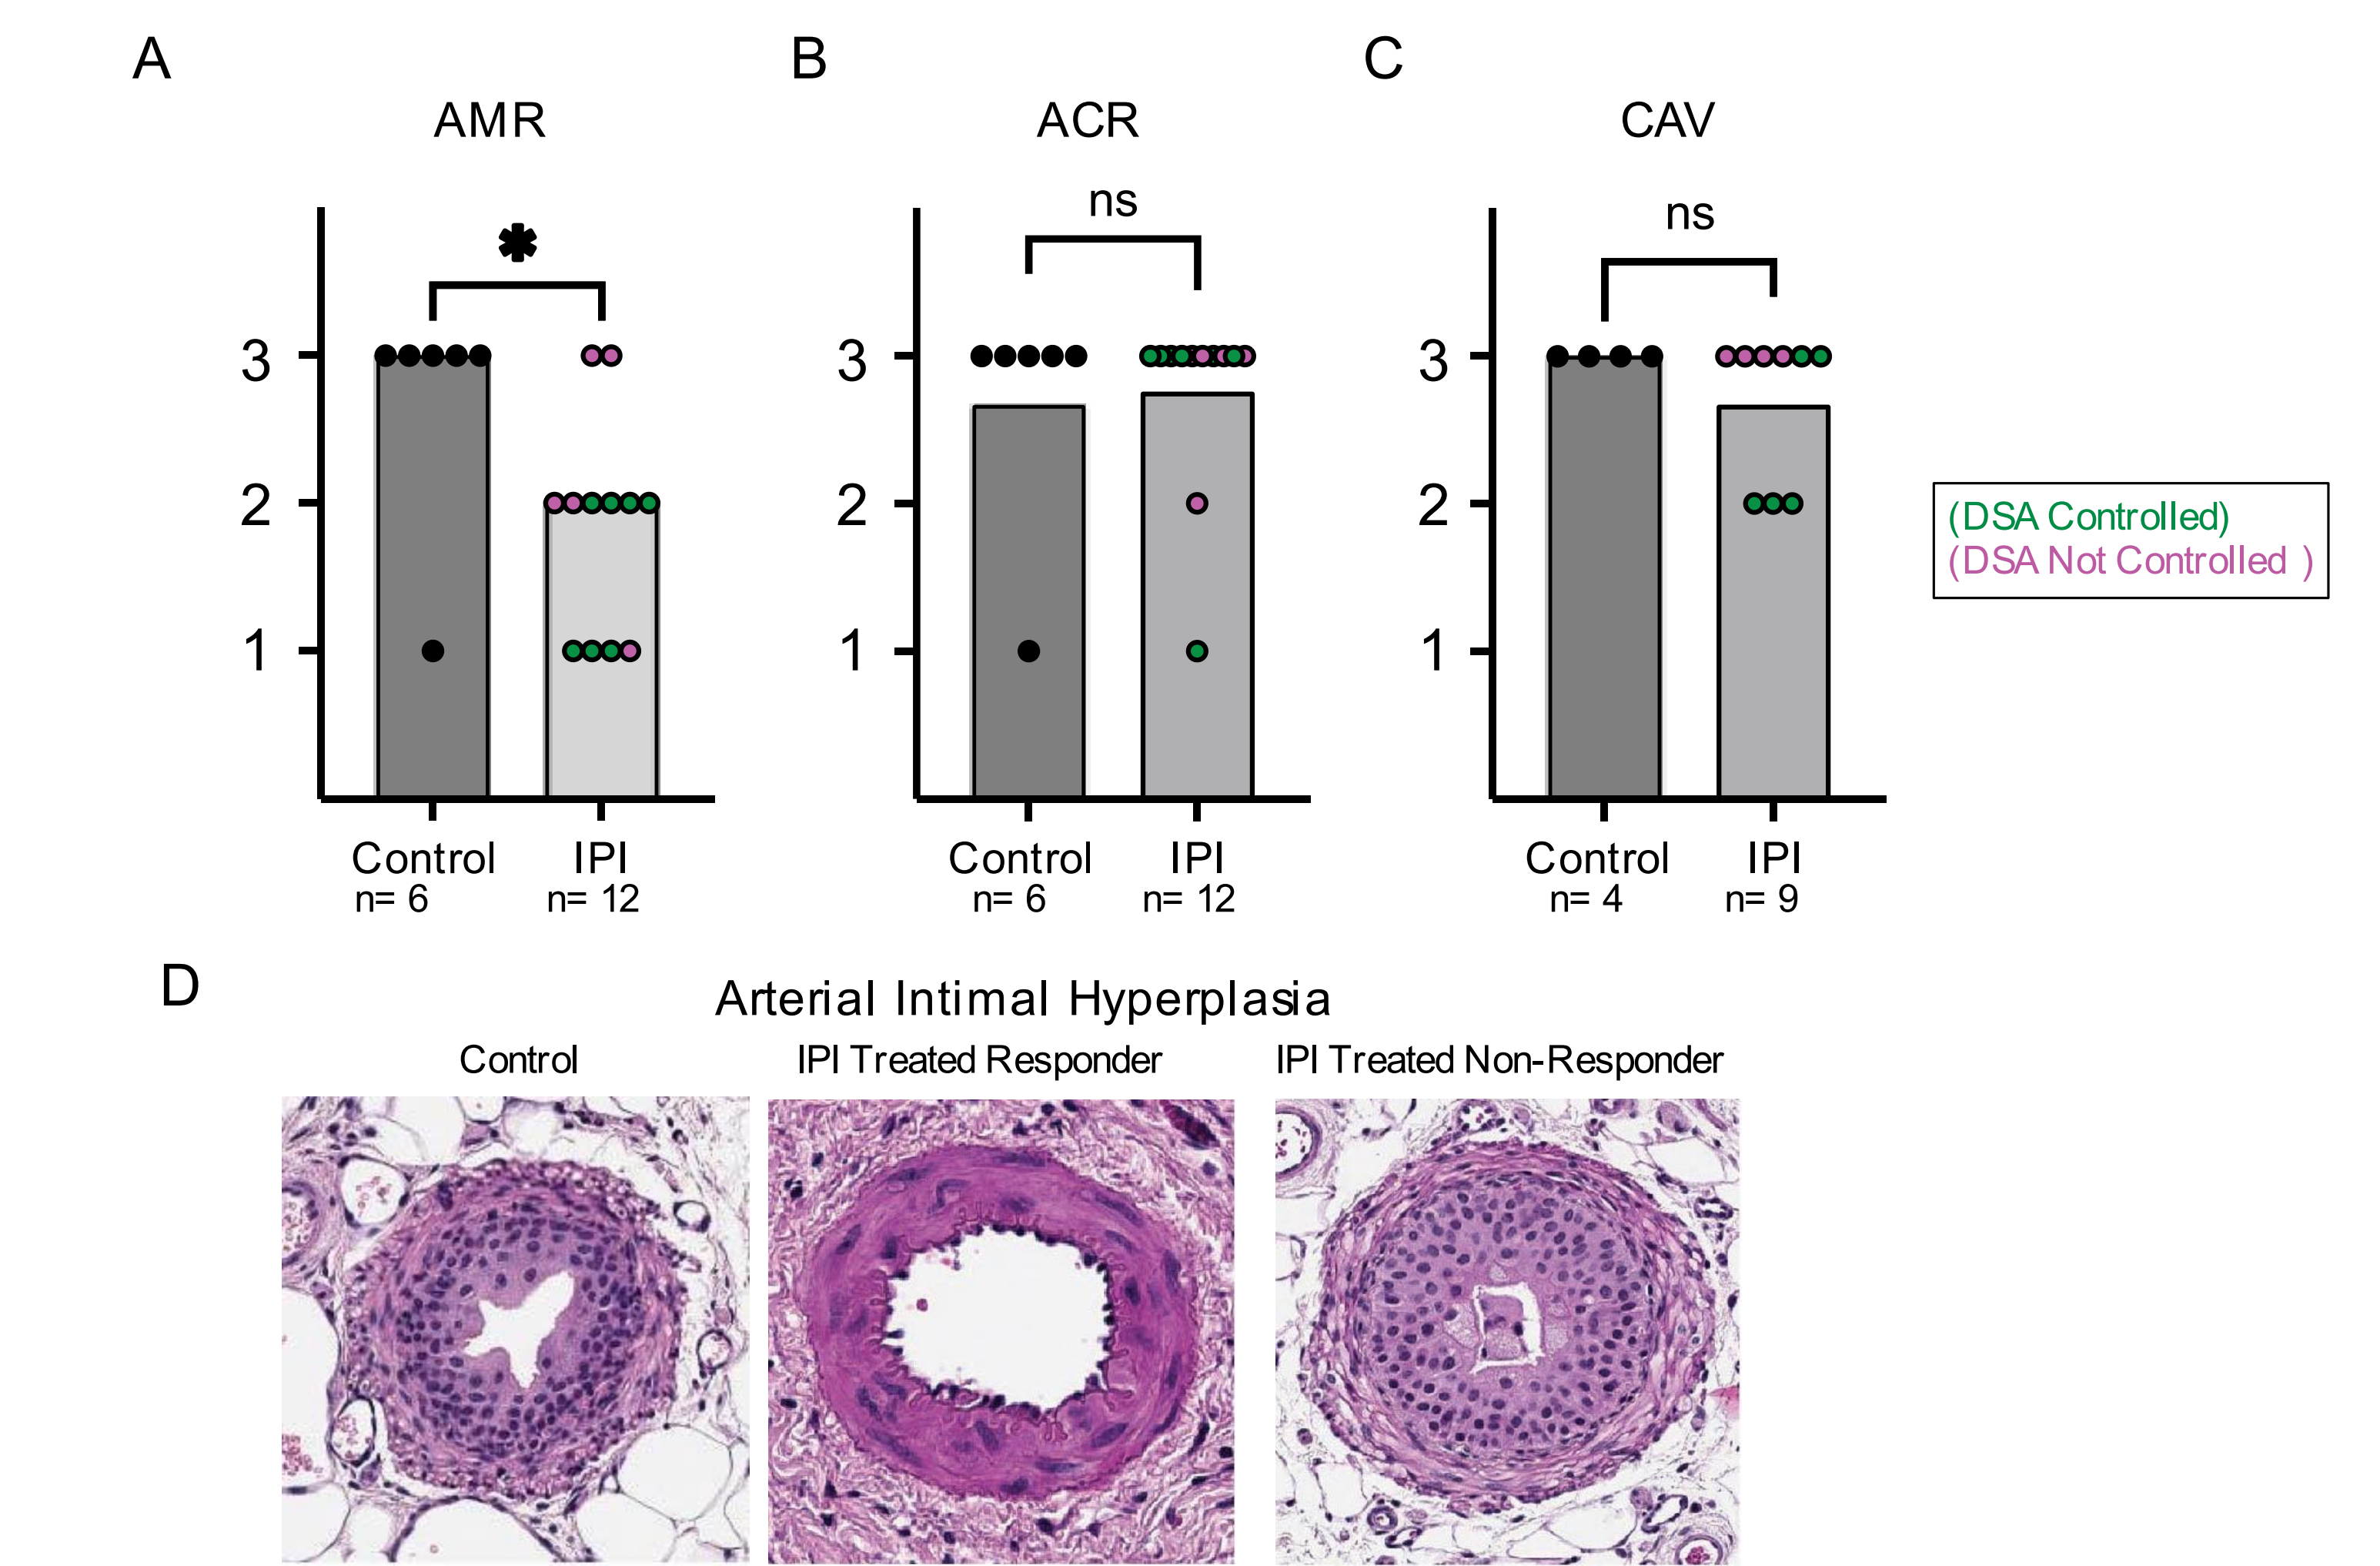 A
B
C
AMR
ACR
CAV
*
ns
ns
3
2
1
3
2
1
3
2
1
Control
IPI
n= 6
n= 12
Control
IPI
n= 6
n= 12
Control
IPI
n= 4
n= 9
(DSA Controlled)
(DSA Not Controlled )
D
Arterial Intimal Hyperplasia
Control
IPI Treated Responder
IPI Treated Non-Responder